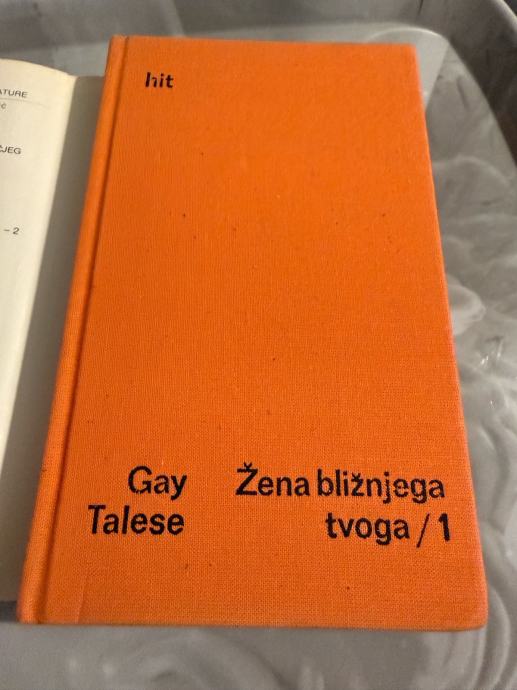 ATURE
JEG
– 2
hit
Gay
Talese
Žena bližnjega
tvoga / 1